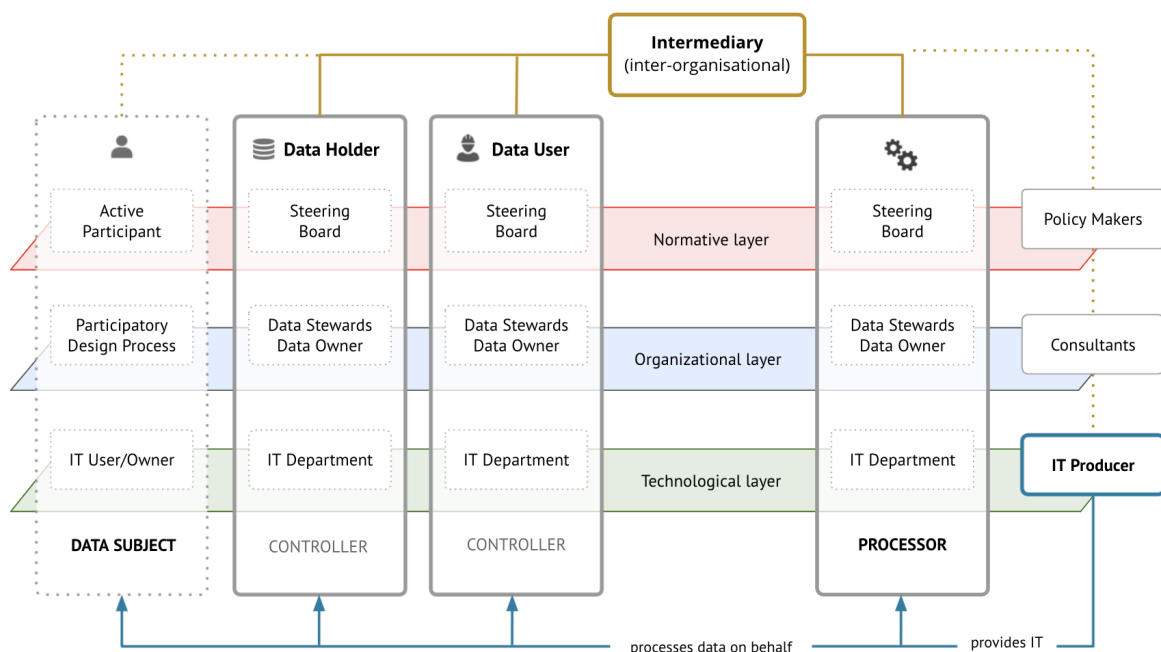 Intermediary
(inter-organisational)
Data Holder
Data User
Active
Participant
Steering
Board
Steering
Board
Normative layer
Steering
Board
Policy Makers
Participatory
Design Process
Data Stewards
Data Owner
Data Stewards
Data Owner
Organizational layer
Data Stewards
Data Owner
Consultants
IT User/Owner
IT Department
IT Department
Technological layer
IT Department
IT Producer
DATA SUBJECT
CONTROLLER
CONTROLLER
PROCESSOR
processes data on behalf
provides IT